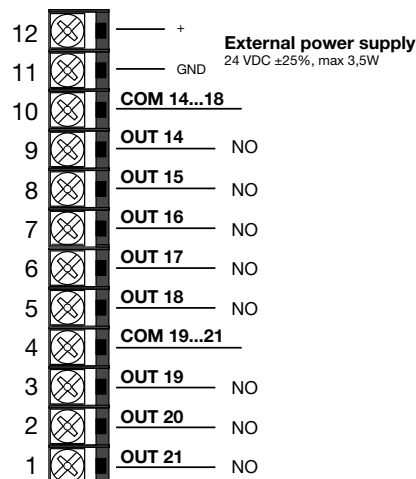 12 +
External power supply
11 GND 24 VDC ±25%, max 3,5W
10 COM 14...18
9 OUT 14 NO
8 OUT 15 NO
7 OUT 16 NO
6 OUT 17 NO
5 OUT 18 NO
4 COM 19...21
3 OUT 19 NO
2 OUT 20 NO
1 OUT 21 NO